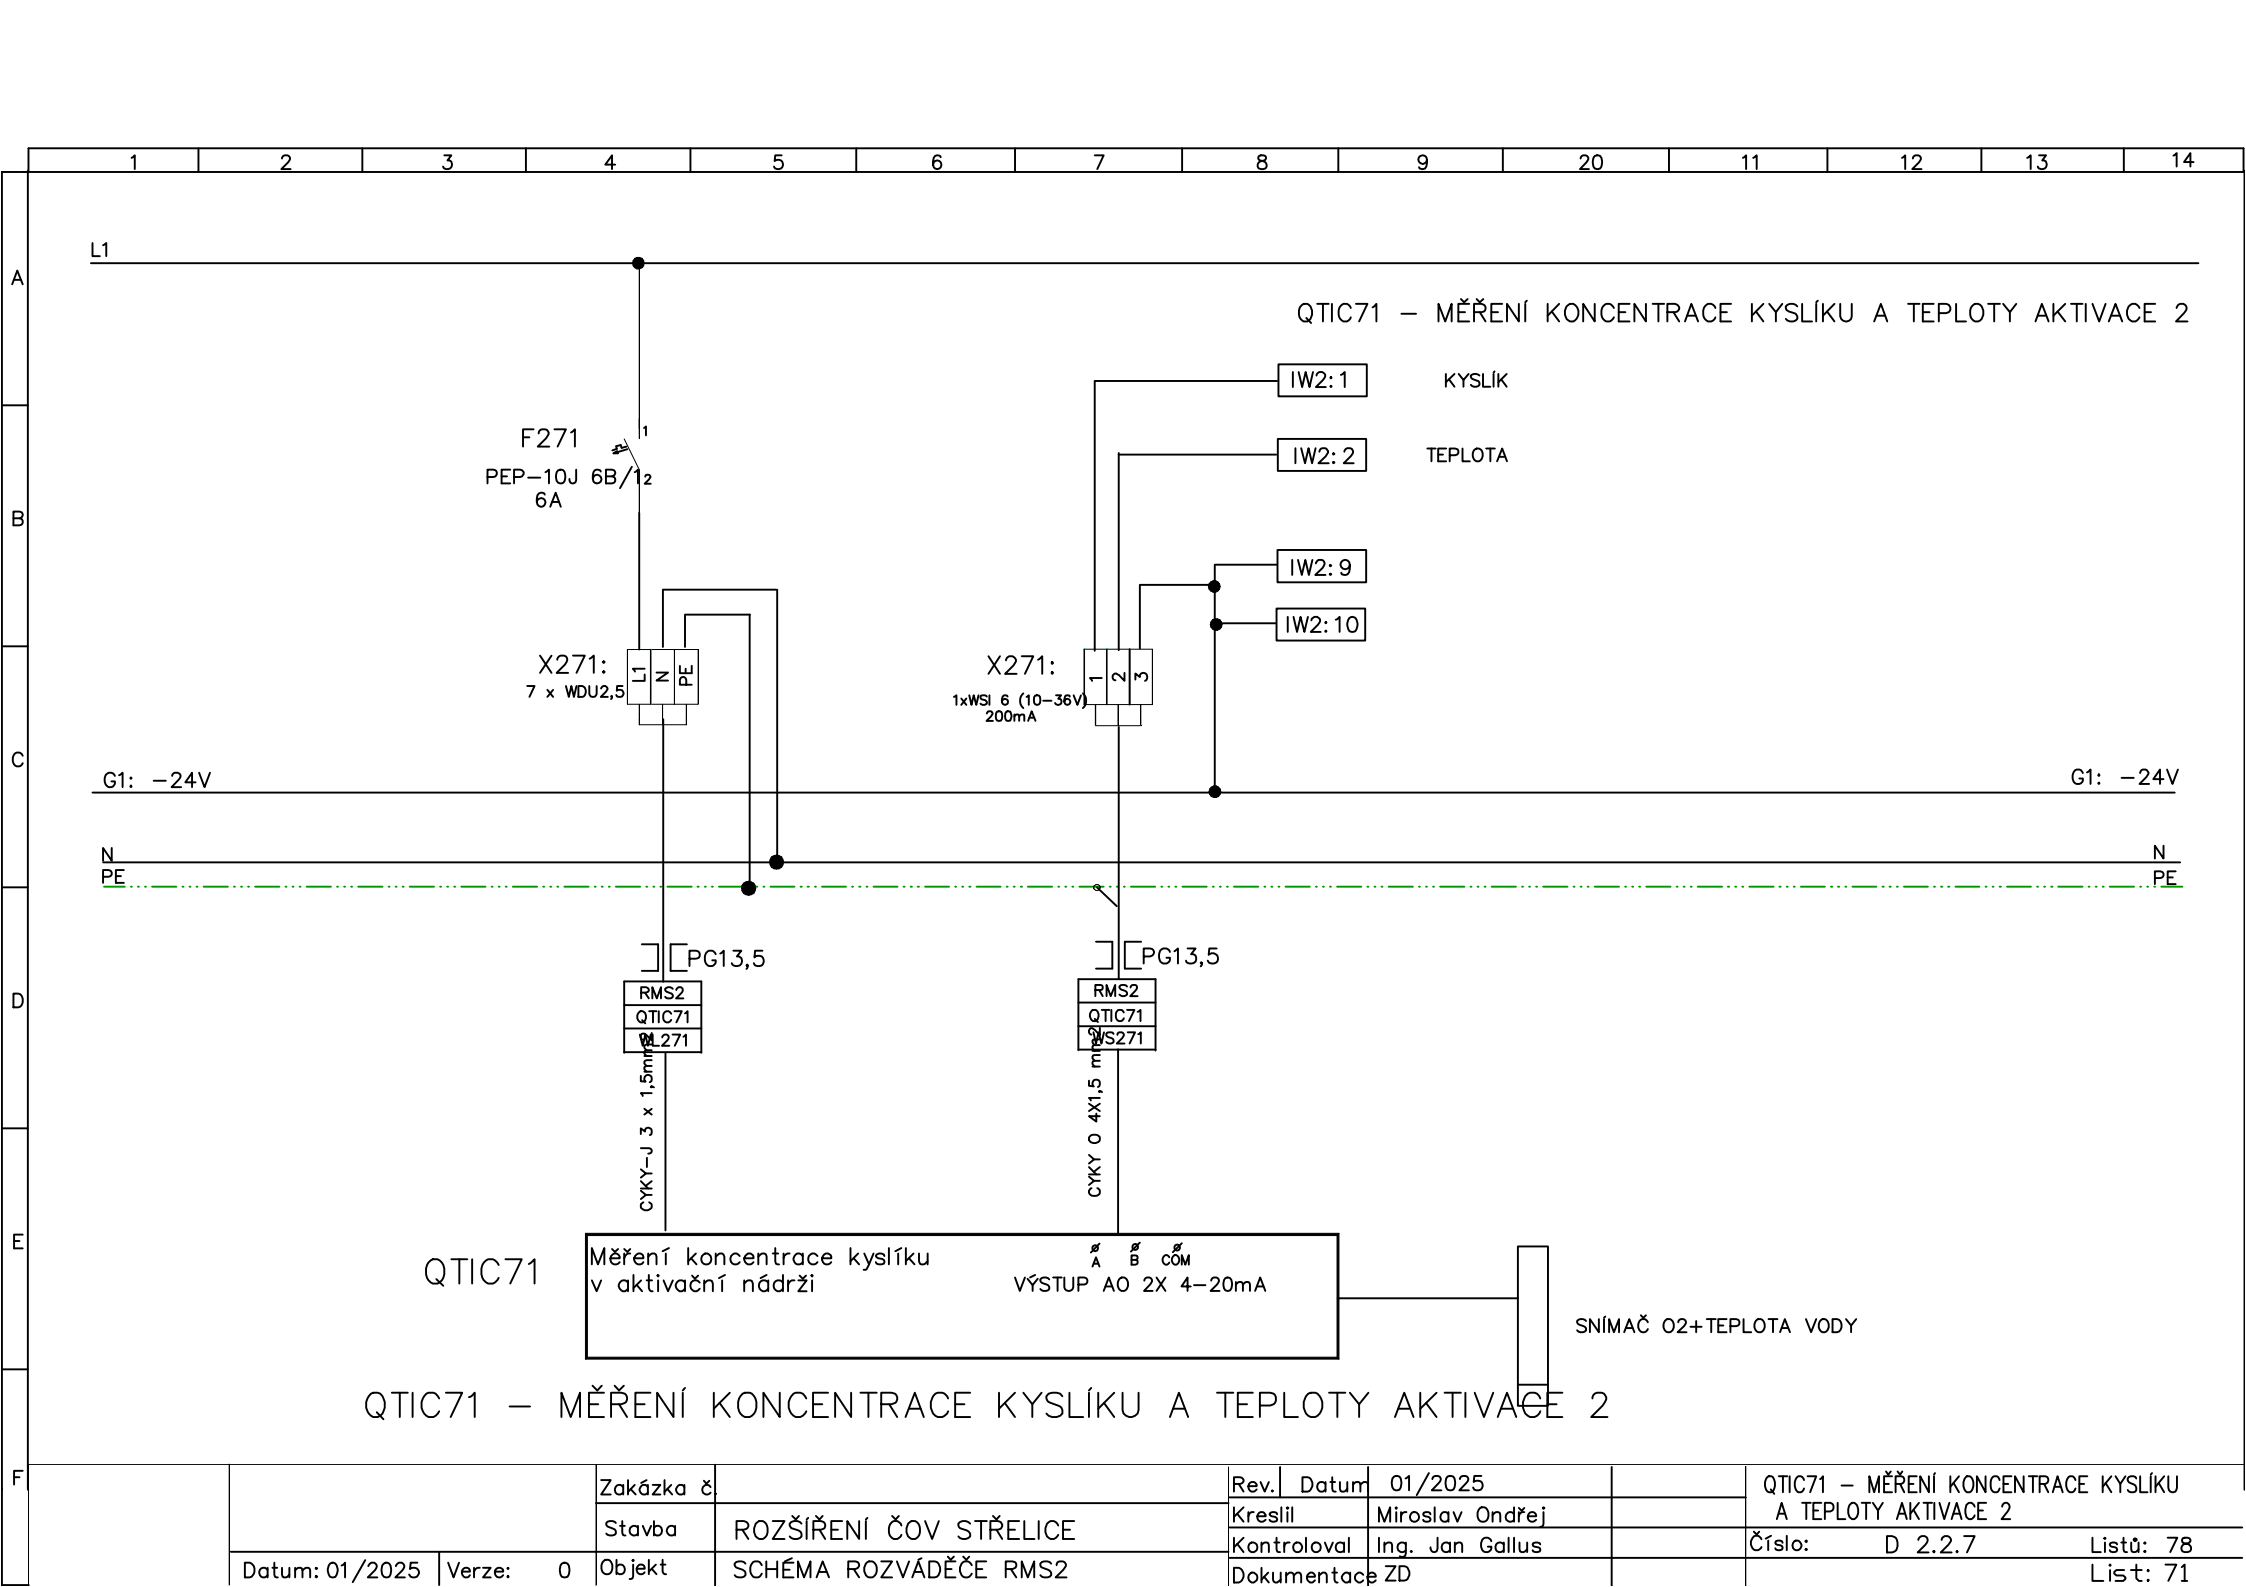 1 2 3 4 5 6 7 8 9 20 11 12 13 14
A
B
C
D
E
F
L1
QTIC71 – MĚŘENÍ KONCENTRACE KYSLÍKU A TEPLOTY AKTIVACE 2
IW2:1 KYSLÍK
IW2:2 TEPLOTA
IW2:9
IW2:10
F271
1
PEP-10J 6B/1
2
6A
X271:
7 x WDU2,5
L1 N PE
X271:
1xWSI 6 (10-36V)
200mA
1 2 3
G1: -24V
G1: -24V
N
N
PE
PE
PG13,5
RMS2
QTIC71
WL271
CYKY-J 3 x 1,5mm2
PG13,5
RMS2
QTIC71
WS271
CYKY O 4X1,5 mm2
QTIC71
Měření koncentrace kyslíku
v aktivační nádrži
A B COM
VÝSTUP AO 2X 4-20mA
SNÍMAČ O2+TEPLOTA VODY
QTIC71 – MĚŘENÍ KONCENTRACE KYSLÍKU A TEPLOTY AKTIVACE 2
Zakázka č.
Stavba ROZŠÍŘENÍ ČOV STŘELICE
Datum: 01/2025 Verze: 0 Objekt SCHÉMA ROZVÁDĚČE RMS2
Rev. Datum 01/2025
Kreslil Miroslav Ondřej
Kontroloval Ing. Jan Gallus
Dokumentace ZD
QTIC71 – MĚŘENÍ KONCENTRACE KYSLÍKU
A TEPLOTY AKTIVACE 2
Číslo: D 2.2.7 Listů: 78
List: 71